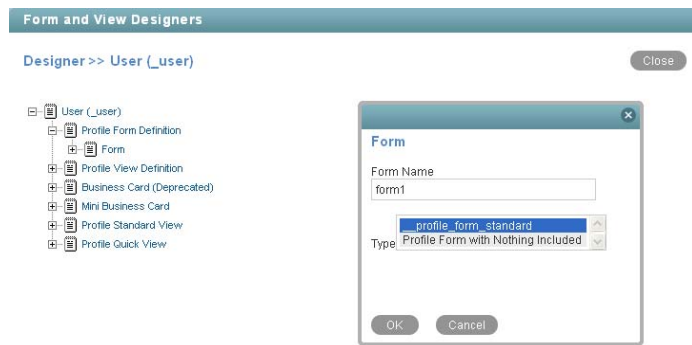 Form and View Designers
Designer >> User (_user)
Close
User (_user)
Profile Form Definition
Form
Profile View Definition
Business Card (Deprecated)
Mini Business Card
Profile Standard View
Profile Quick View
Form
Form Name
form1
Type
__profile_form_standard
Profile Form with Nothing Included
OK
Cancel